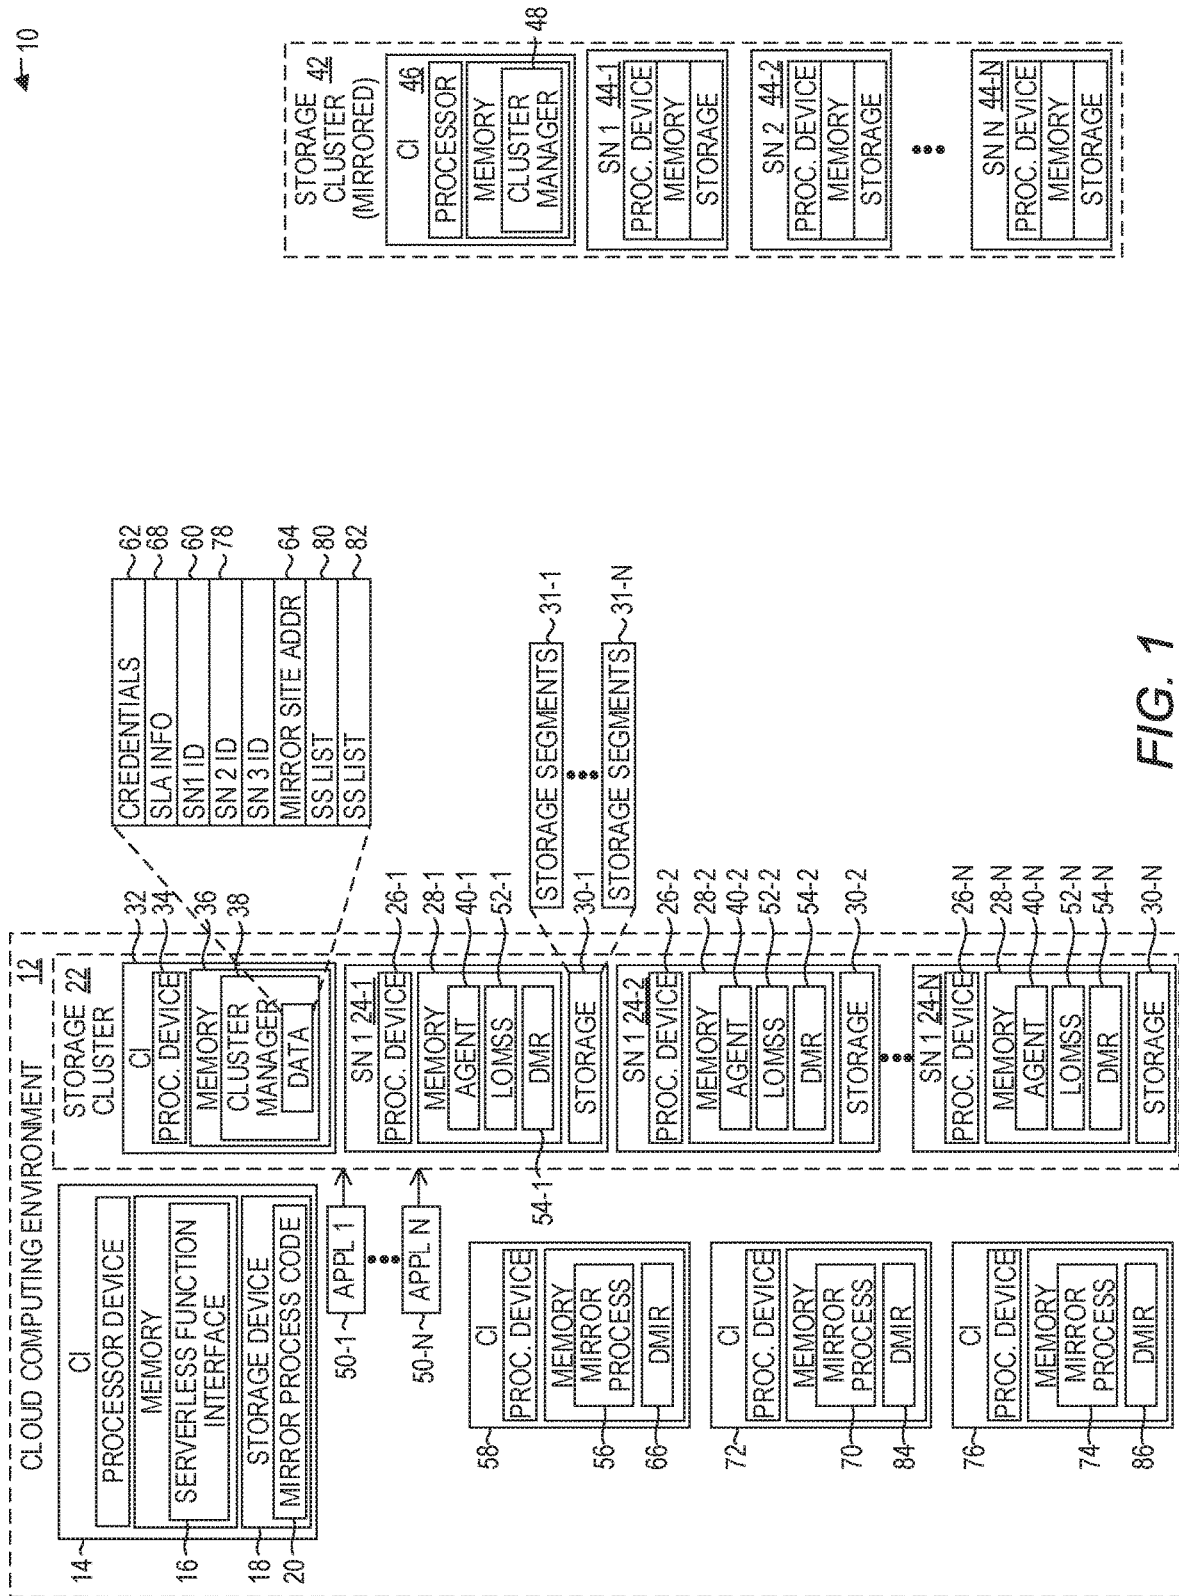 10
CLOUD COMPUTING ENVIRONMENT 12
14
CI
PROCESSOR DEVICE
MEMORY
SERVERLESS FUNCTION
INTERFACE
16
STORAGE DEVICE
18
MIRROR PROCESS CODE
20
STORAGE
CLUSTER 22
CI
32
PROC. DEVICE
34
MEMORY
36
CLUSTER
MANAGER
38
DATA
CREDENTIALS
62
SLA INFO
68
SN1 ID
60
SN 2 ID
78
SN 3 ID
MIRROR SITE ADDR
64
SS LIST
80
SS LIST
82
50-1
APPL 1
50-N
APPL N
SN 1 24-1
PROC. DEVICE
26-1
MEMORY
28-1
AGENT
40-1
LOMSS
52-1
DMR
54-1
STORAGE
30-1
STORAGE SEGMENTS
31-1
STORAGE SEGMENTS
31-N
SN 1 24-2
PROC. DEVICE
26-2
MEMORY
28-2
AGENT
40-2
LOMSS
52-2
DMR
54-2
STORAGE
30-2
SN 1 24-N
PROC. DEVICE
26-N
MEMORY
28-N
AGENT
40-N
LOMSS
52-N
DMR
54-N
STORAGE
30-N
58
CI
PROC. DEVICE
MEMORY
MIRROR
PROCESS
56
DMIR
66
72
CI
PROC. DEVICE
MEMORY
MIRROR
PROCESS
70
DMIR
84
76
CI
PROC. DEVICE
MEMORY
MIRROR
PROCESS
74
DMIR
86
STORAGE
CLUSTER 42
(MIRRORED)
CI 46
PROCESSOR
MEMORY
CLUSTER
MANAGER
48
SN 1 44-1
PROC. DEVICE
MEMORY
STORAGE
SN 2 44-2
PROC. DEVICE
MEMORY
STORAGE
SN N 44-N
PROC. DEVICE
MEMORY
STORAGE
FIG. 1